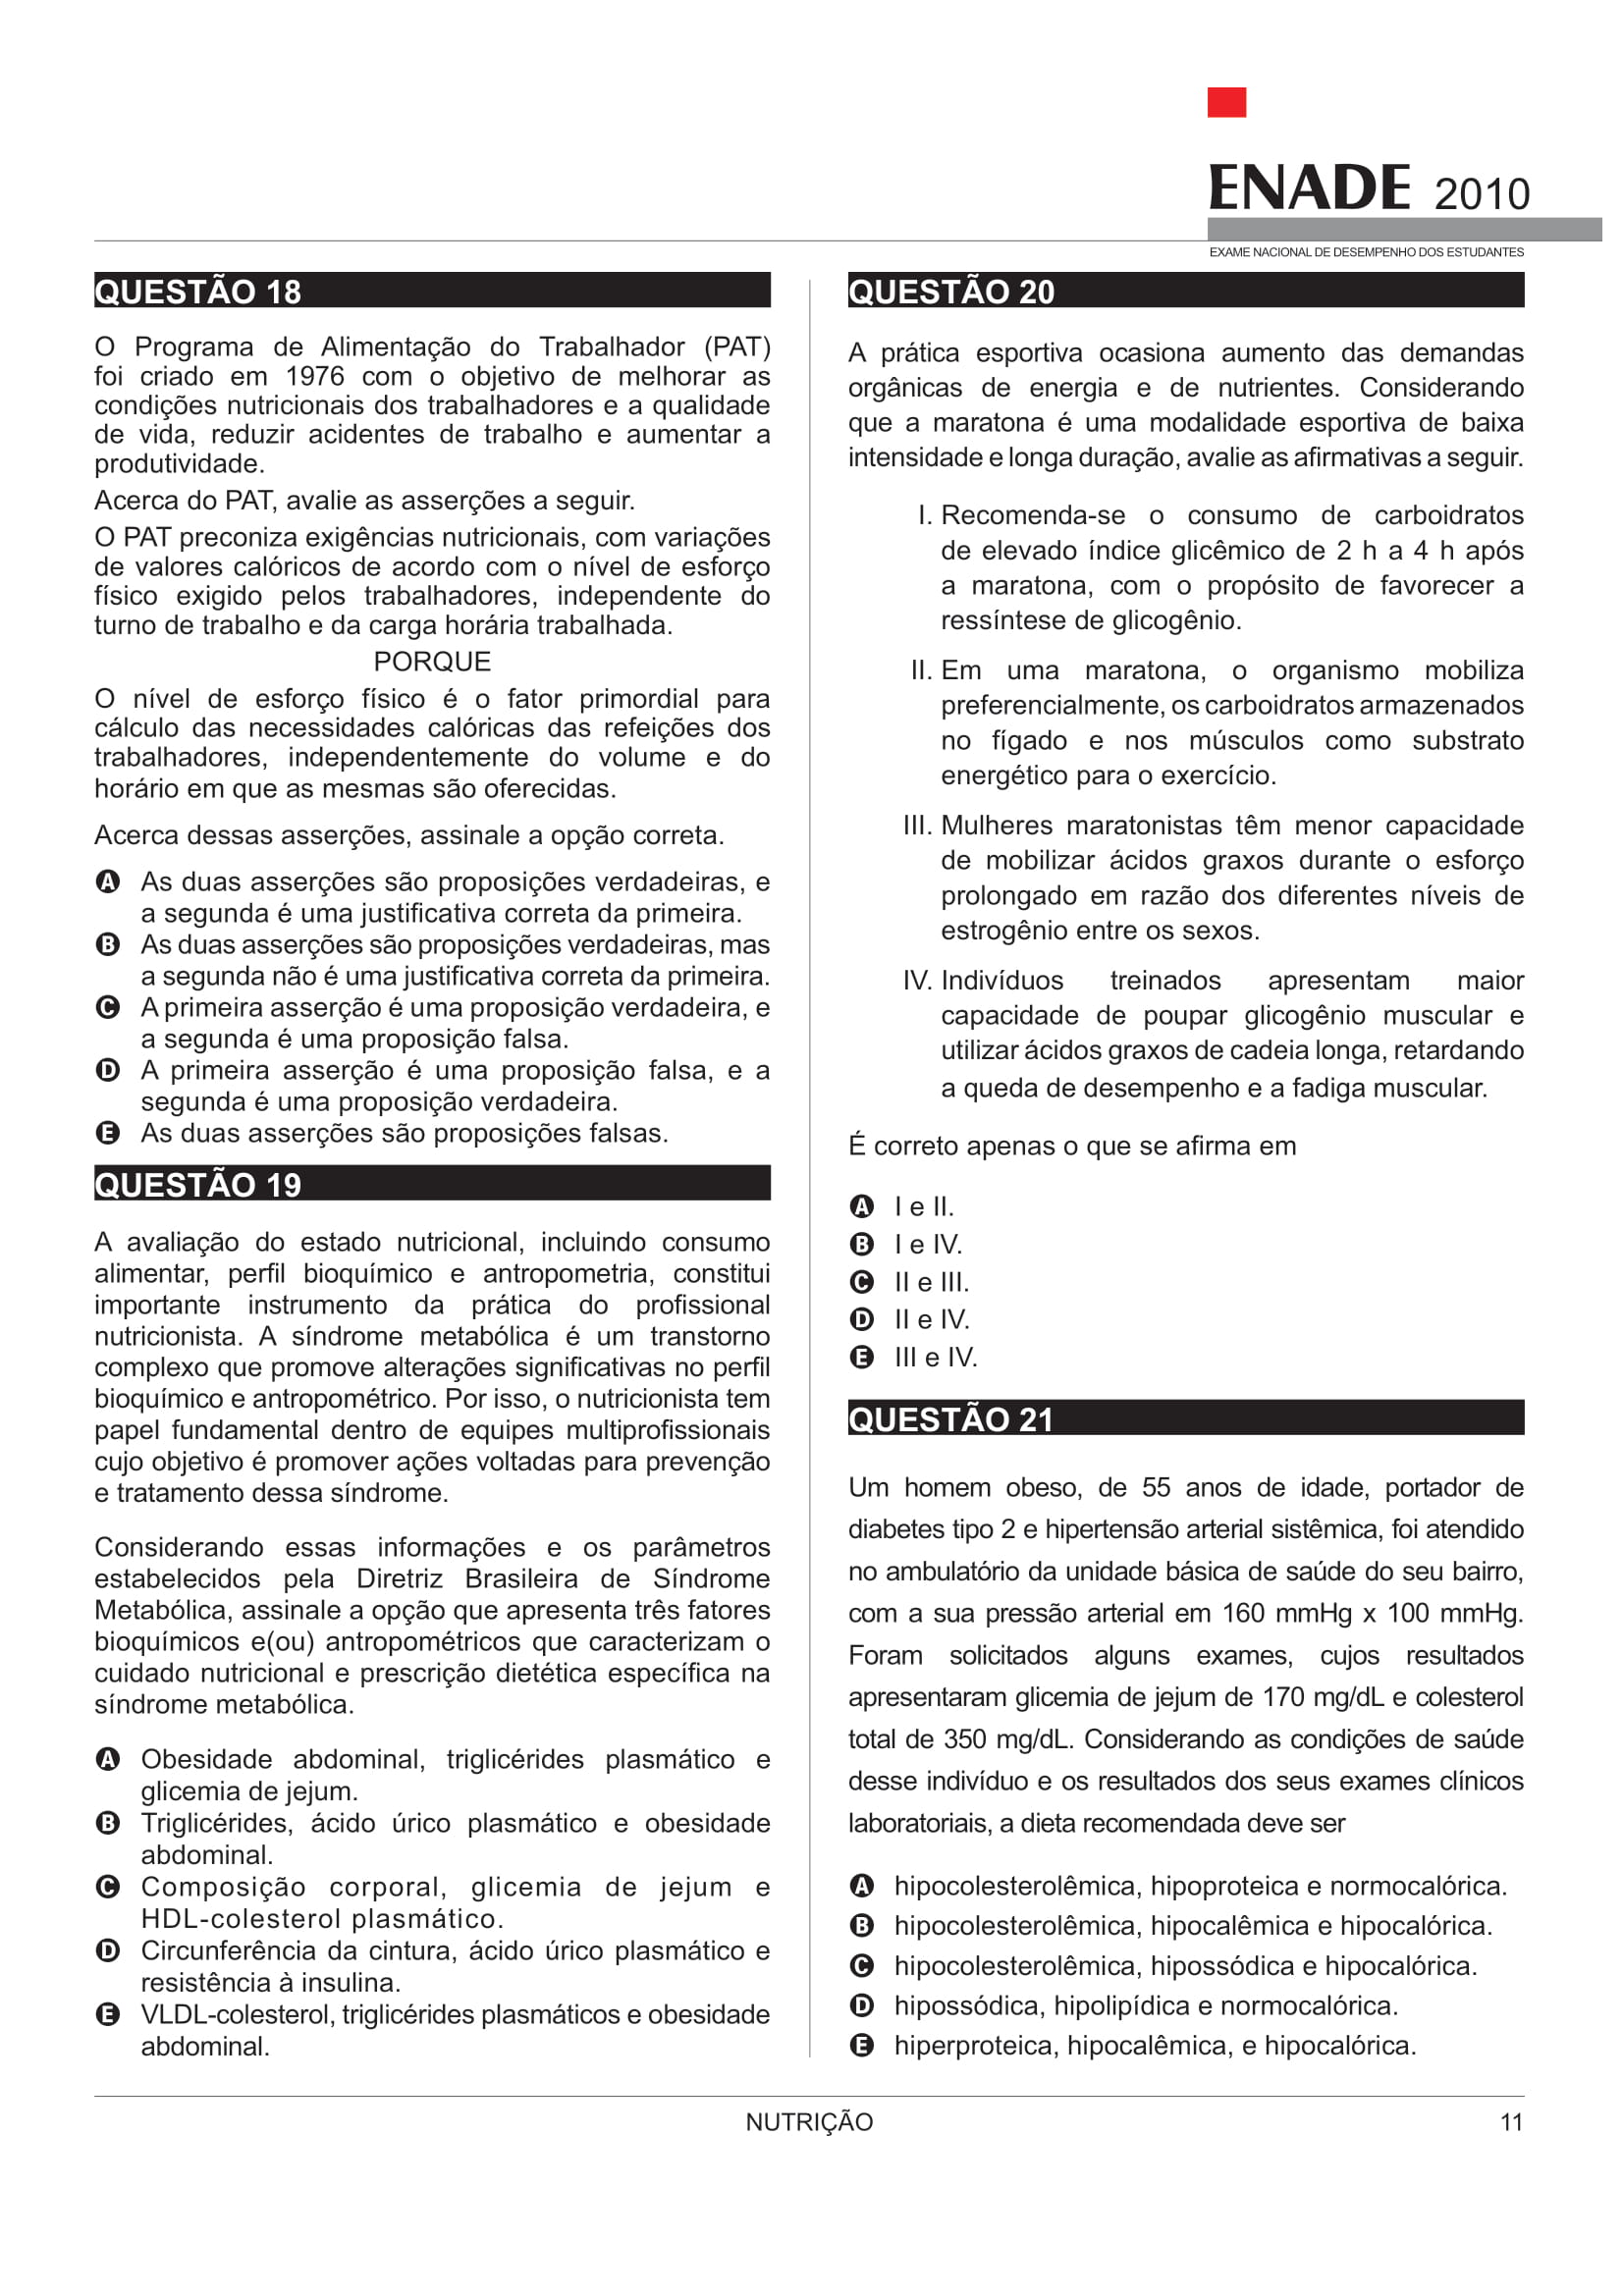 ENADE 2010
EXAME NACIONAL DE DESEMPENHO DOS ESTUDANTES
QUESTÃO 18
O Programa de Alimentação do Trabalhador (PAT)
foi criado em 1976 com o objetivo de melhorar as
condições nutricionais dos trabalhadores e a qualidade
de vida, reduzir acidentes de trabalho e aumentar a
produtividade.
Acerca do PAT, avalie as asserções a seguir.
O PAT preconiza exigências nutricionais, com variações
de valores calóricos de acordo com o nível de esforço
físico exigido pelos trabalhadores, independente do
turno de trabalho e da carga horária trabalhada.
PORQUE
O nível de esforço físico é o fator primordial para
cálculo das necessidades calóricas das refeições dos
trabalhadores, independentemente do volume e do
horário em que as mesmas são oferecidas.
Acerca dessas asserções, assinale a opção correta.
A As duas asserções são proposições verdadeiras, e
a segunda é uma justificativa correta da primeira.
B As duas asserções são proposições verdadeiras, mas
a segunda não é uma justificativa correta da primeira.
C A primeira asserção é uma proposição verdadeira, e
a segunda é uma proposição falsa.
D A primeira asserção é uma proposição falsa, e a
segunda é uma proposição verdadeira.
E As duas asserções são proposições falsas.
QUESTÃO 19
A avaliação do estado nutricional, incluindo consumo
alimentar, perfil bioquímico e antropometria, constitui
importante instrumento da prática do profissional
nutricionista. A síndrome metabólica é um transtorno
complexo que promove alterações significativas no perfil
bioquímico e antropométrico. Por isso, o nutricionista tem
papel fundamental dentro de equipes multiprofissionais
cujo objetivo é promover ações voltadas para prevenção
e tratamento dessa síndrome.
Considerando essas informações e os parâmetros
estabelecidos pela Diretriz Brasileira de Síndrome
Metabólica, assinale a opção que apresenta três fatores
bioquímicos e(ou) antropométricos que caracterizam o
cuidado nutricional e prescrição dietética específica na
síndrome metabólica.
A Obesidade abdominal, triglicérides plasmático e
glicemia de jejum.
B Triglicérides, ácido úrico plasmático e obesidade
abdominal.
C Composição corporal, glicemia de jejum e
HDL-colesterol plasmático.
D Circunferência da cintura, ácido úrico plasmático e
resistência à insulina.
E VLDL-colesterol, triglicérides plasmáticos e obesidade
abdominal.
QUESTÃO 20
A prática esportiva ocasiona aumento das demandas
orgânicas de energia e de nutrientes. Considerando
que a maratona é uma modalidade esportiva de baixa
intensidade e longa duração, avalie as afirmativas a seguir.
I. Recomenda-se o consumo de carboidratos
de elevado índice glicêmico de 2 h a 4 h após
a maratona, com o propósito de favorecer a
ressíntese de glicogênio.
II. Em uma maratona, o organismo mobiliza
preferencialmente, os carboidratos armazenados
no fígado e nos músculos como substrato
energético para o exercício.
III. Mulheres maratonistas têm menor capacidade
de mobilizar ácidos graxos durante o esforço
prolongado em razão dos diferentes níveis de
estrogênio entre os sexos.
IV. Indivíduos treinados apresentam maior
capacidade de poupar glicogênio muscular e
utilizar ácidos graxos de cadeia longa, retardando
a queda de desempenho e a fadiga muscular.
É correto apenas o que se afirma em
A I e II.
B I e IV.
C II e III.
D II e IV.
E III e IV.
QUESTÃO 21
Um homem obeso, de 55 anos de idade, portador de
diabetes tipo 2 e hipertensão arterial sistêmica, foi atendido
no ambulatório da unidade básica de saúde do seu bairro,
com a sua pressão arterial em 160 mmHg x 100 mmHg.
Foram solicitados alguns exames, cujos resultados
apresentaram glicemia de jejum de 170 mg/dL e colesterol
total de 350 mg/dL. Considerando as condições de saúde
desse indivíduo e os resultados dos seus exames clínicos
laboratoriais, a dieta recomendada deve ser
A hipocolesterolêmica, hipoproteica e normocalórica.
B hipocolesterolêmica, hipocalêmica e hipocalórica.
C hipocolesterolêmica, hipossódica e hipocalórica.
D hipossódica, hipolipídica e normocalórica.
E hiperproteica, hipocalêmica, e hipocalórica.
NUTRIÇÃO
11